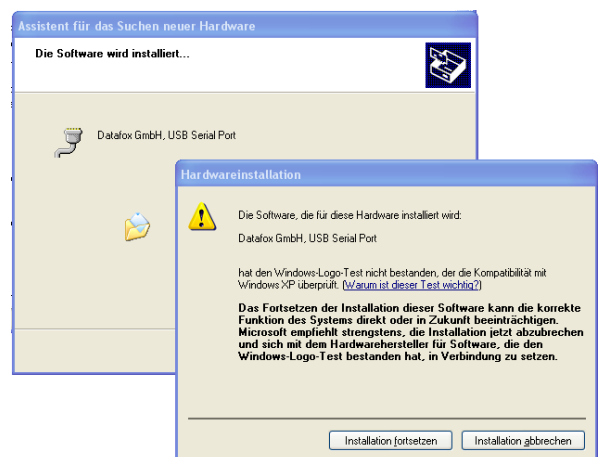 Assistent für das Suchen neuer Hardware
Die Software wird installiert...
Datafox GmbH, USB Serial Port
Hardwareinstallation
Die Software, die für diese Hardware installiert wird:
Datafox GmbH, USB Serial Port
hat den Windows-Logo-Test nicht bestanden, der die Kompatibilität mit
Windows XP überprüft. (Warum ist dieser Test wichtig?)
Das Fortsetzen der Installation dieser Software kann die korrekte
Funktion des Systems direkt oder in Zukunft beeinträchtigen.
Microsoft empfiehlt strengstens, die Installation jetzt abzubrechen
und sich mit dem Hardwarehersteller für Software, die den
Windows-Logo-Test bestanden hat, in Verbindung zu setzen.
Installation fortsetzen Installation abbrechen